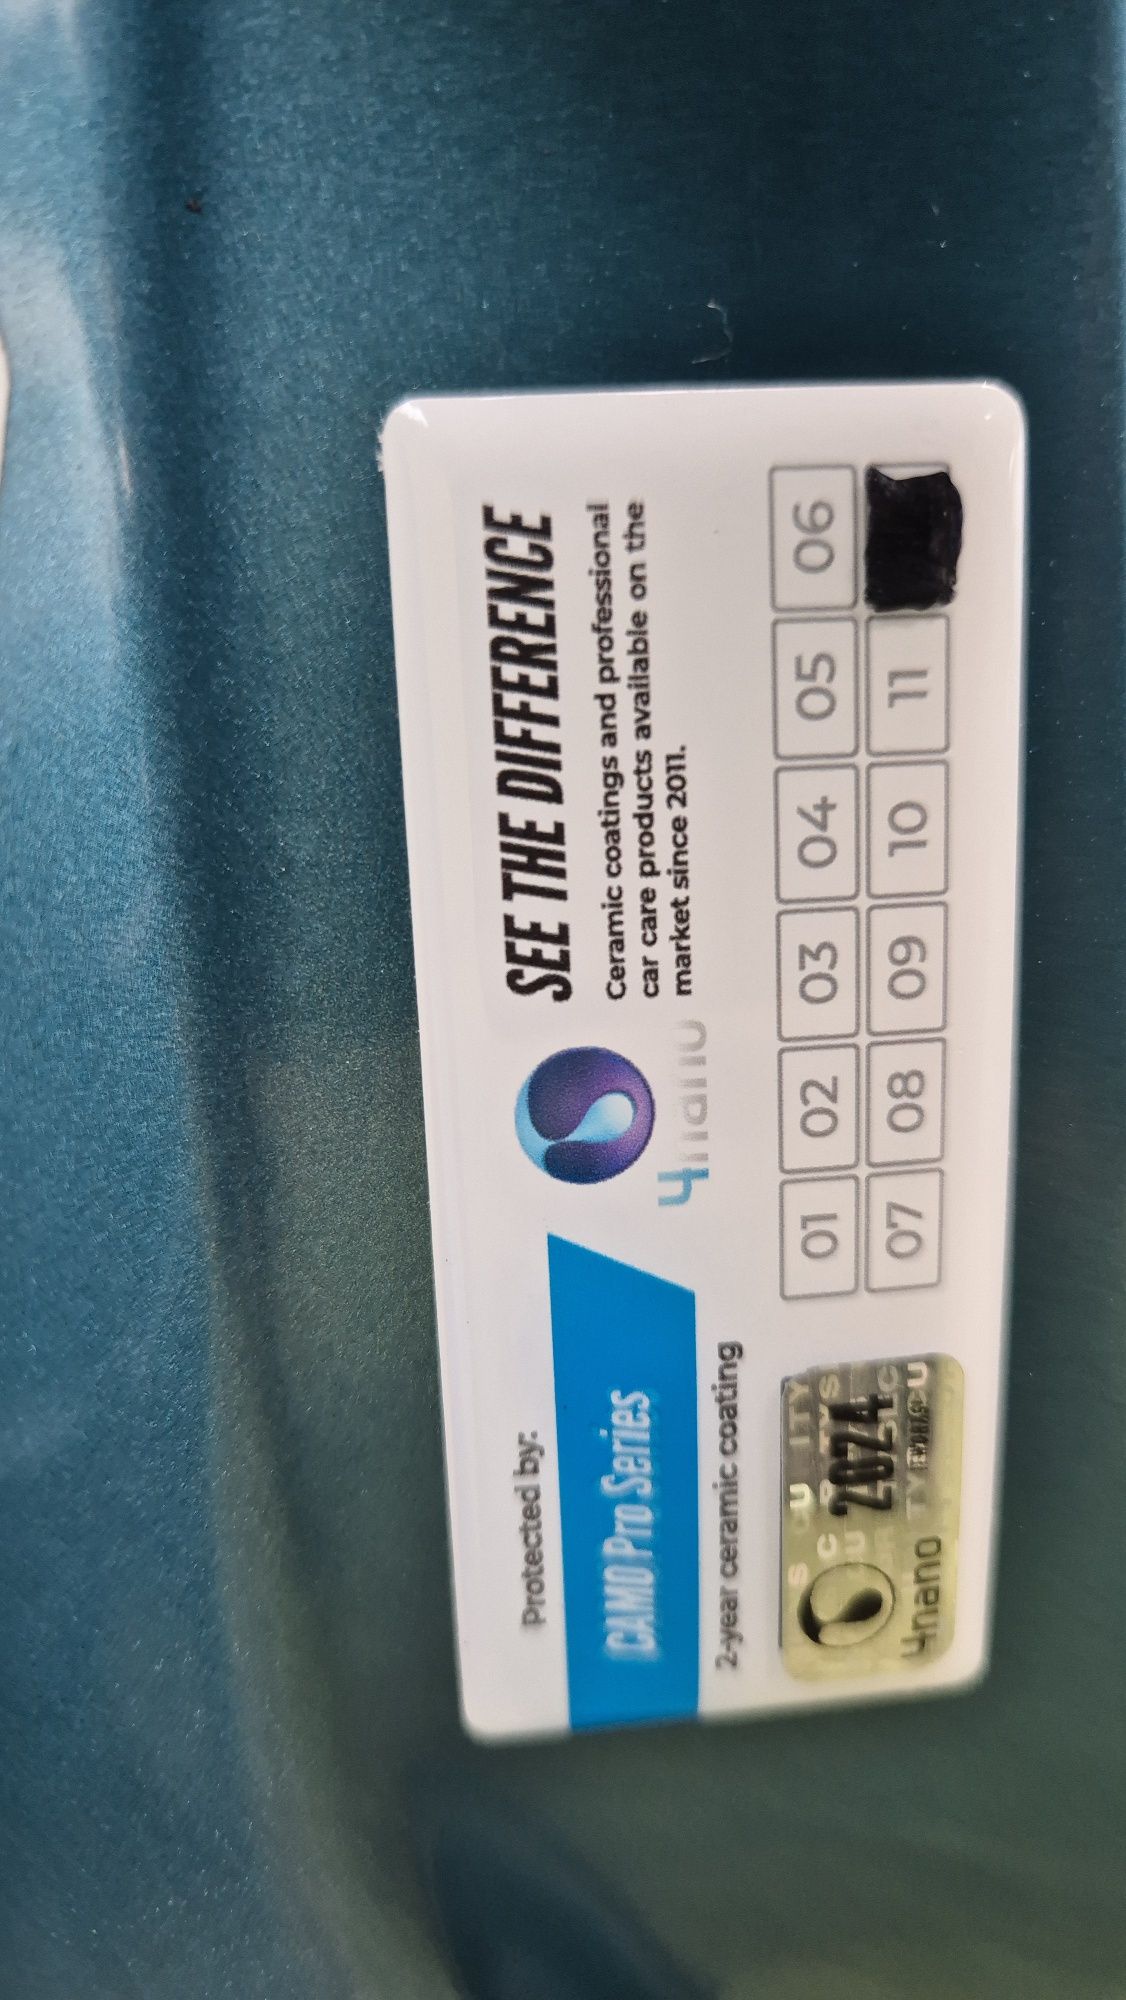 Protected by:
CAMO Pro Series
2-year ceramic coating
4nano
SEE THE DIFFERENCE
Ceramic coatings and professional
car care products available on the
market since 2011.
01 02 03 04 05 06
07 08 09 10 11
2024
4nano